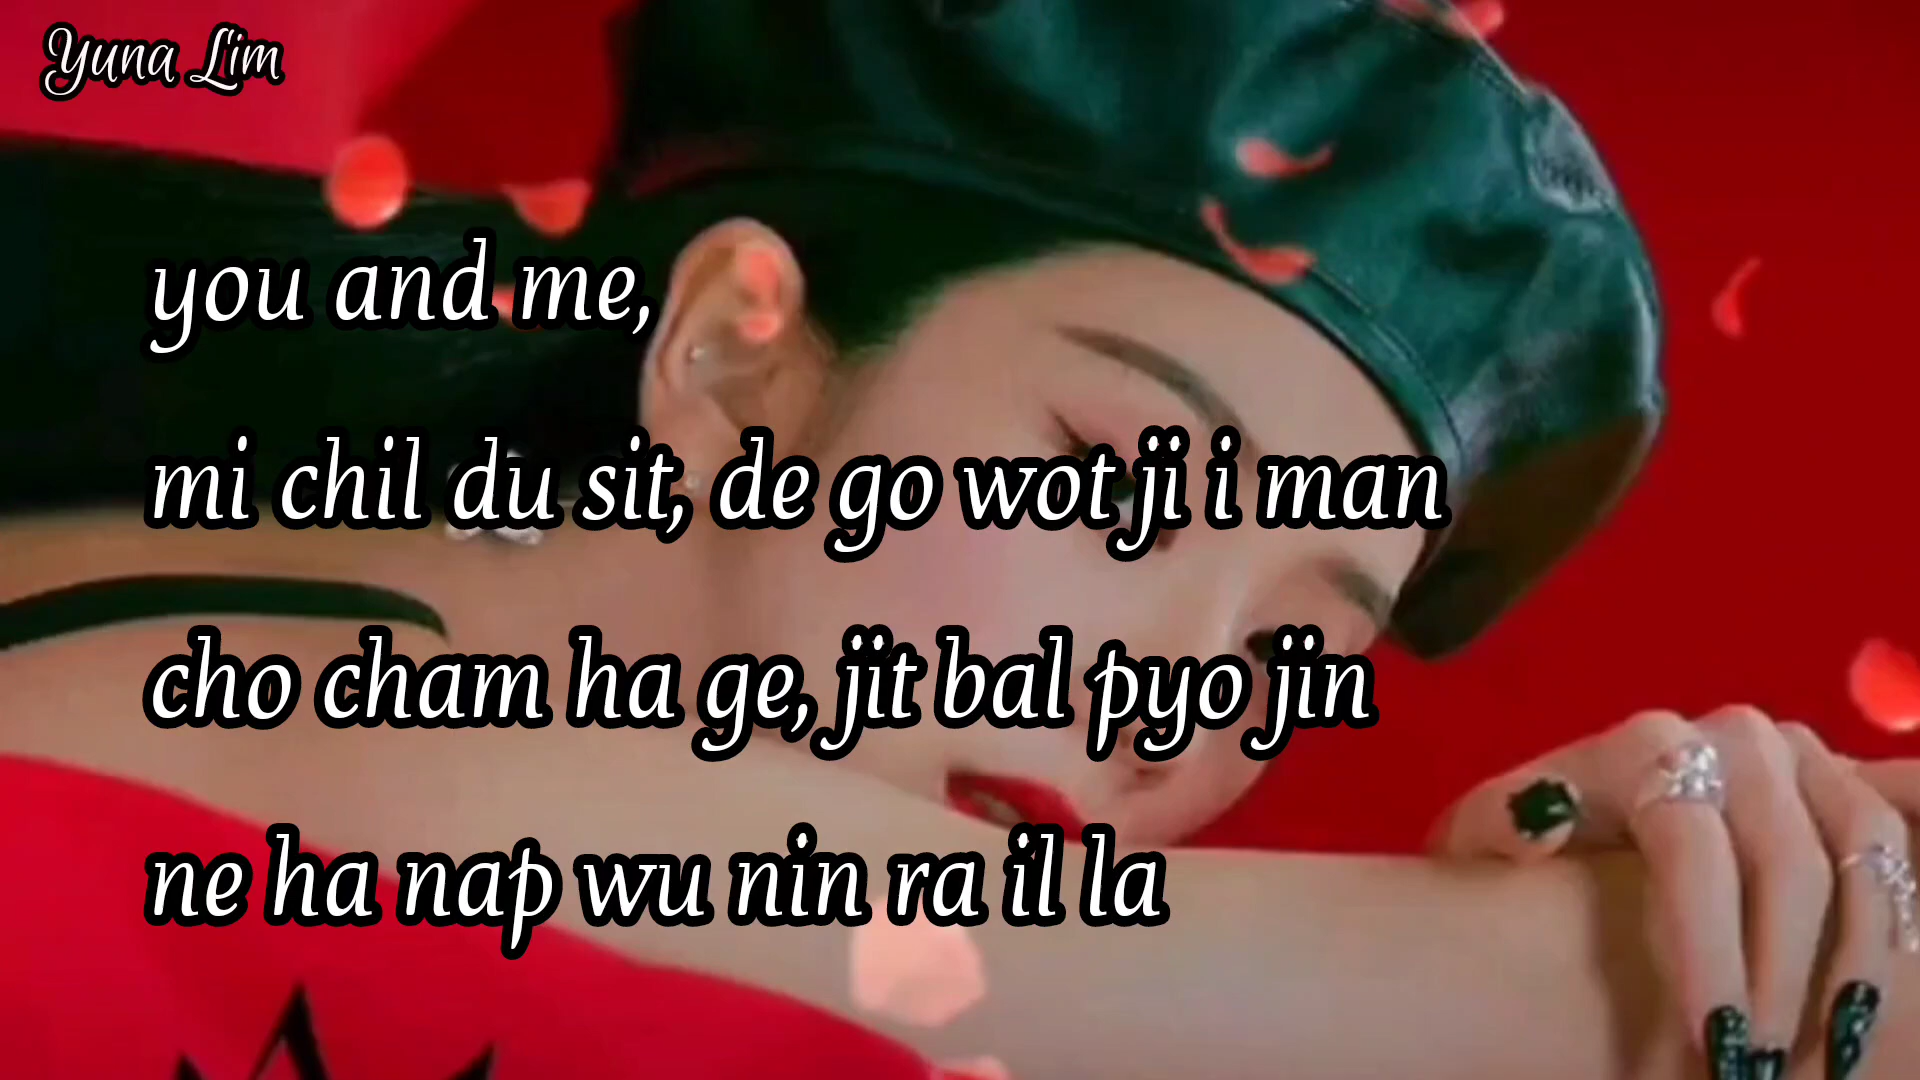 Yuna Lim
you and me,
mi chil du sit, de go wot ji i man
cho cham ha ge, jit bal pyo jin
ne ha nap wu nin ra il la